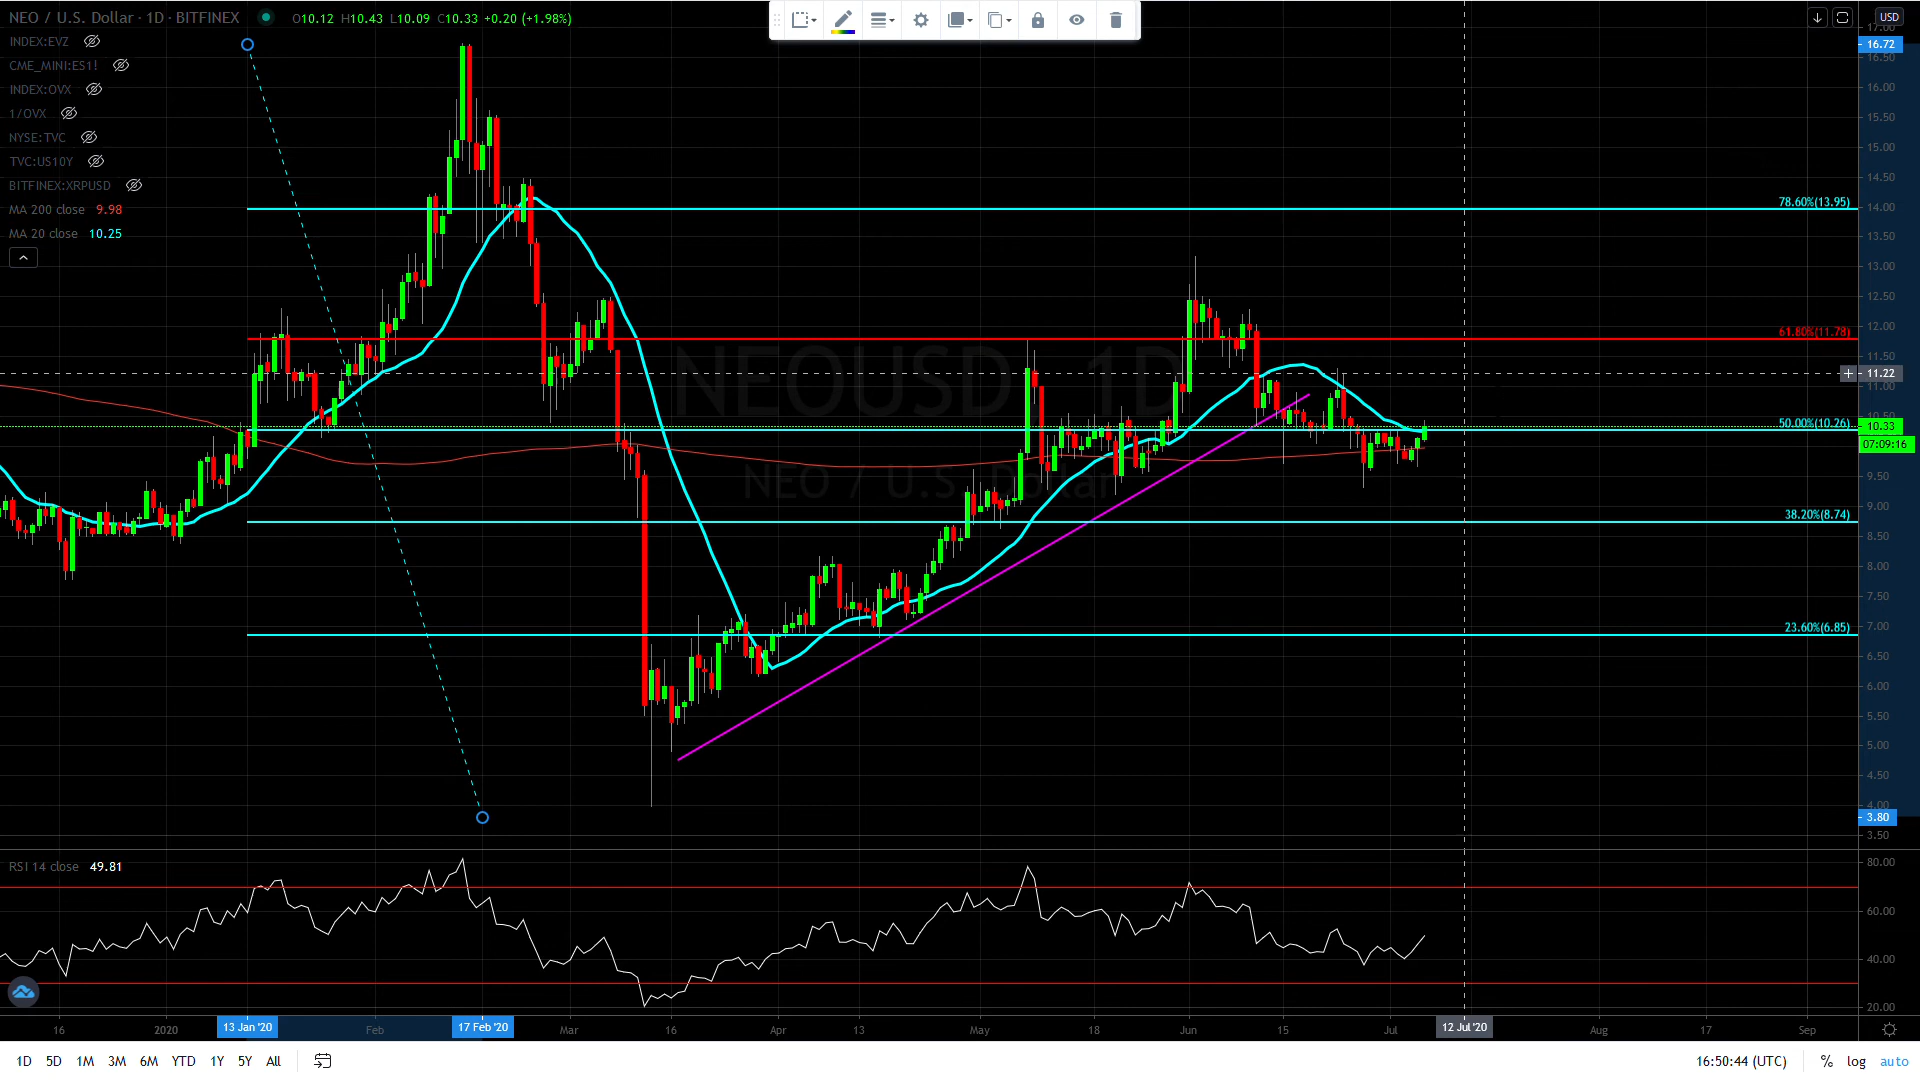 NEO / U.S. Dollar · 1D · BITFINEX O10.12 H10.43 L10.09 C10.33 +0.20 (+1.98%)
INDEX:EVZ
CME_MINI:ES1!
INDEX:OVX
1/OVX
NYSE:TVC
TVC:US10Y
BITFINEX:XRPUSD
MA 200 close 9.98
MA 20 close 10.25
NEOUSD 1D
NEO / U.S. Dollar
78.60%(13.95)
61.80%(11.78)
50.00%(10.26)
38.20%(8.74)
23.60%(6.85)
USD
17.00
16.72
16.50
16.00
15.50
15.00
14.50
14.00
13.50
13.00
12.50
12.00
11.50
11.22
11.00
10.50
10.33
07:09:16
9.50
9.00
8.50
8.00
7.50
7.00
6.50
6.00
5.50
5.00
4.50
4.00
3.80
3.50
RSI 14 close 49.81
80.00
60.00
40.00
20.00
16 2020 13 Jan '20 Feb 17 Feb '20 Mar 16 Apr 13 May 18 Jun 15 Jul 12 Jul '20 Aug 17 Sep
1D 5D 1M 3M 6M YTD 1Y 5Y All 16:50:44 (UTC) % log auto